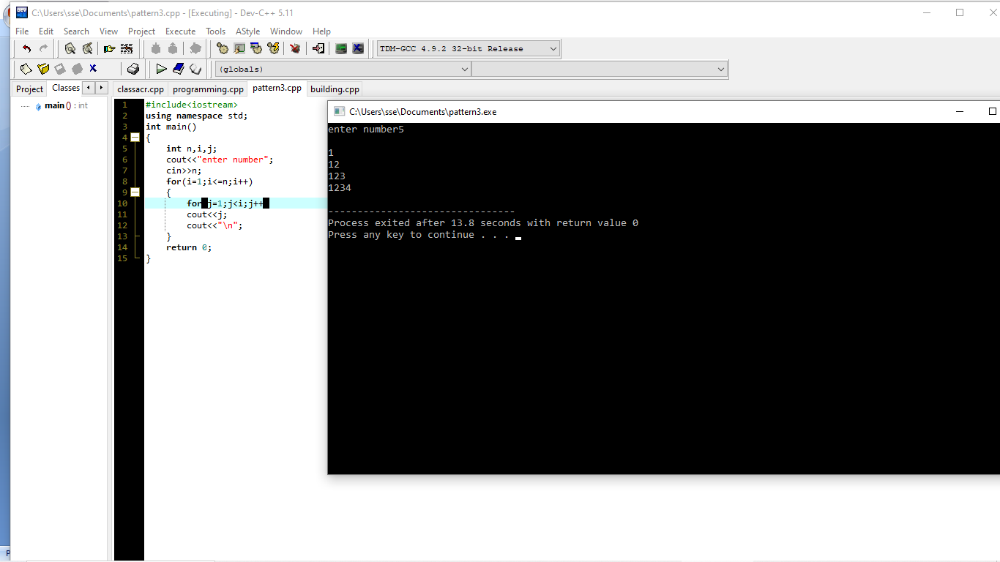 C:\Users\sse\Documents\pattern3.cpp - [Executing] - Dev-C++ 5.11
File Edit Search View Project Execute Tools AStyle Window Help
TDM-GCC 4.9.2 32-bit Release
(globals)
Project Classes classacr.cpp programming.cpp pattern3.cpp building.cpp
main() : int
1 #include<iostream>
2 using namespace std;
3 int main()
4 {
5 int n,i,j;
6 cout<<"enter number";
7 cin>>n;
8 for(i=1;i<=n;i++)
9 {
10 for(j=1;j<i;j++)
11 cout<<j;
12 cout<<"\n";
13 }
14 return 0;
15 }
C:\Users\sse\Documents\pattern3.exe
enter number5
1
12
123
1234
--------------------------------
Process exited after 13.8 seconds with return value 0
Press any key to continue . . .